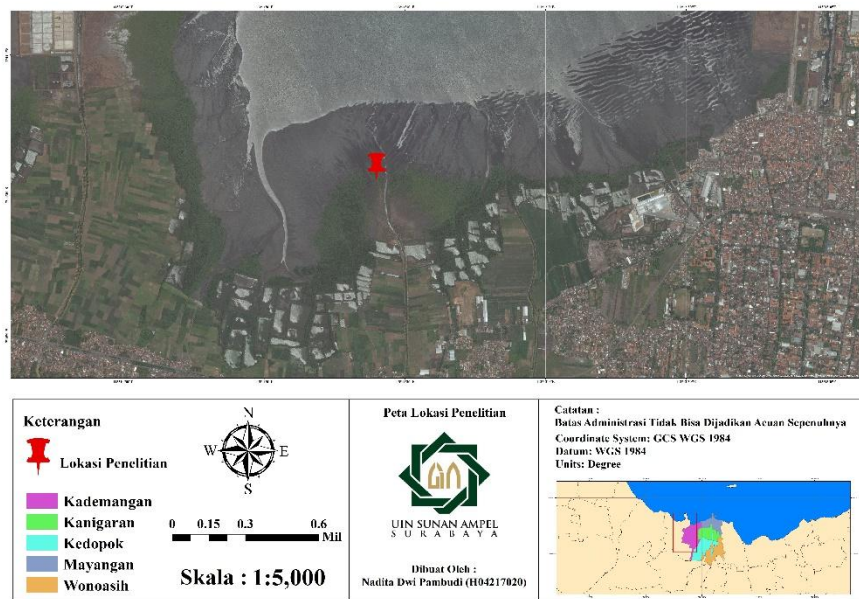 Keterangan
Lokasi Penelitian
Kademangan
Kanigaran
Kedopok
Mayangan
Wonoasih
N
W E
S
0 0.15 0.3 0.6
Mil
Skala : 1:5,000
Peta Lokasi Penelitian
UIN SUNAN AMPEL
SURABAYA
Dibuat Oleh :
Nadita Dwi Pambudi (H04217020)
Catatan :
Batas Administrasi Tidak Bisa Dijadikan Acuan Sepenuhnya
Coordinate System: GCS WGS 1984
Datum: WGS 1984
Units: Degree